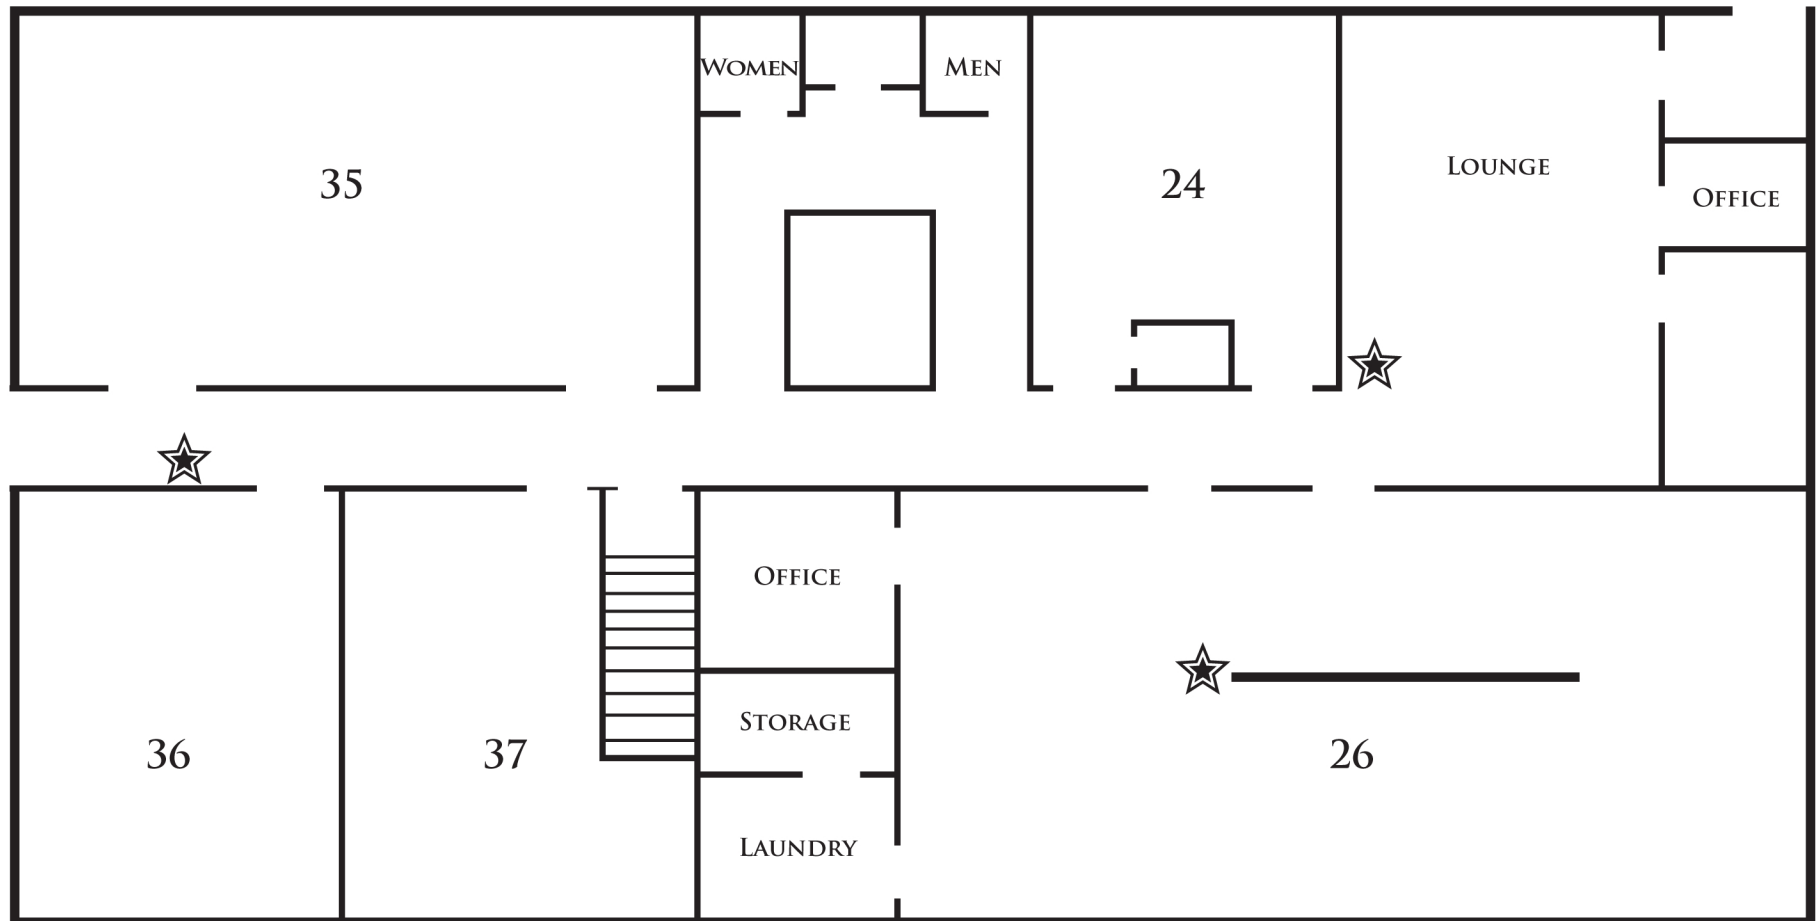 WOMEN
MEN
35
24
LOUNGE
OFFICE
OFFICE
STORAGE
36
37
26
LAUNDRY